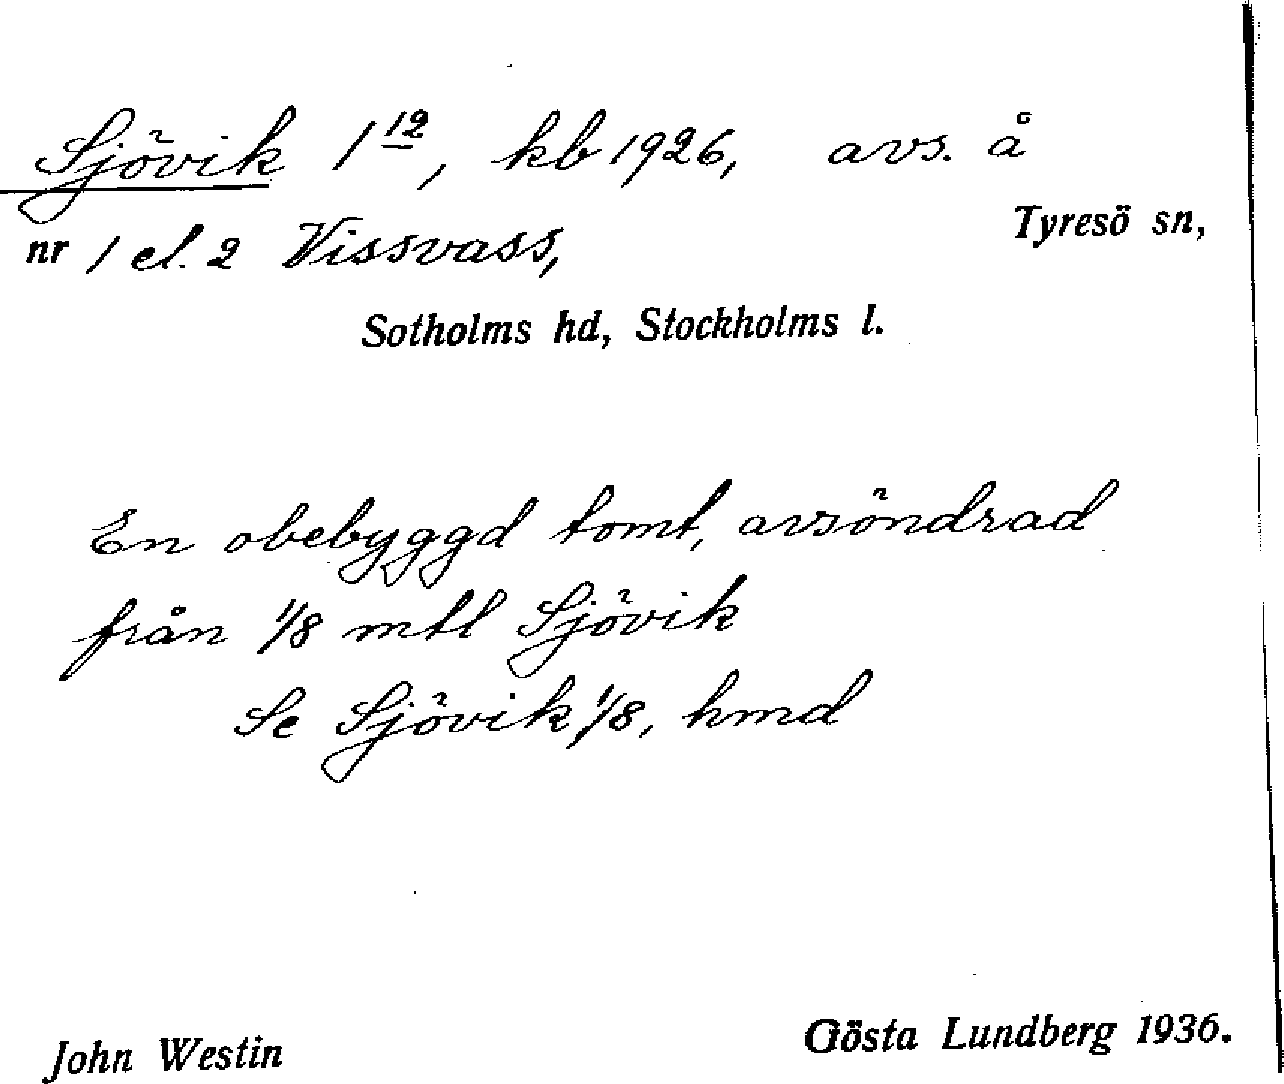 Sjövik 1 12, kb 1926, avs. å
Tyresö sn,
nr 1 el. 2 Vissvass,
Sotholms hd, Stockholms l.
En obebyggd tomt, avsöndrad
från 1/8 mtl Sjövik
Se Sjövik 1/8, hmd
John Westin
Gösta Lundberg 1936.